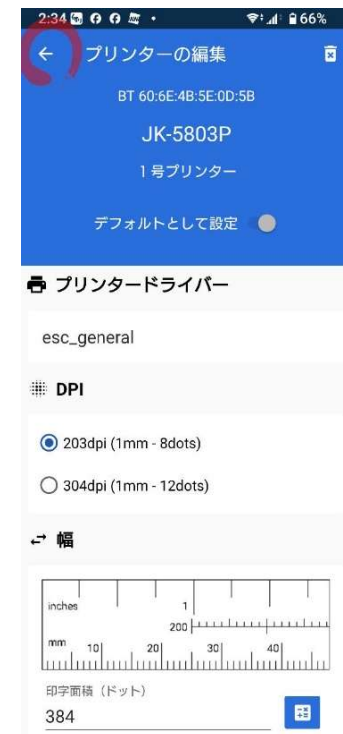 2:34 66%
プリンターの編集
BT 60:6E:4B:5E:0D:5B
JK-5803P
1号プリンター
デフォルトとして設定
プリンタードライバー
esc_general
DPI
203dpi (1mm - 8dots)
304dpi (1mm - 12dots)
幅
inches 1
200
mm 10 20 30 40
印字面積（ドット）
384